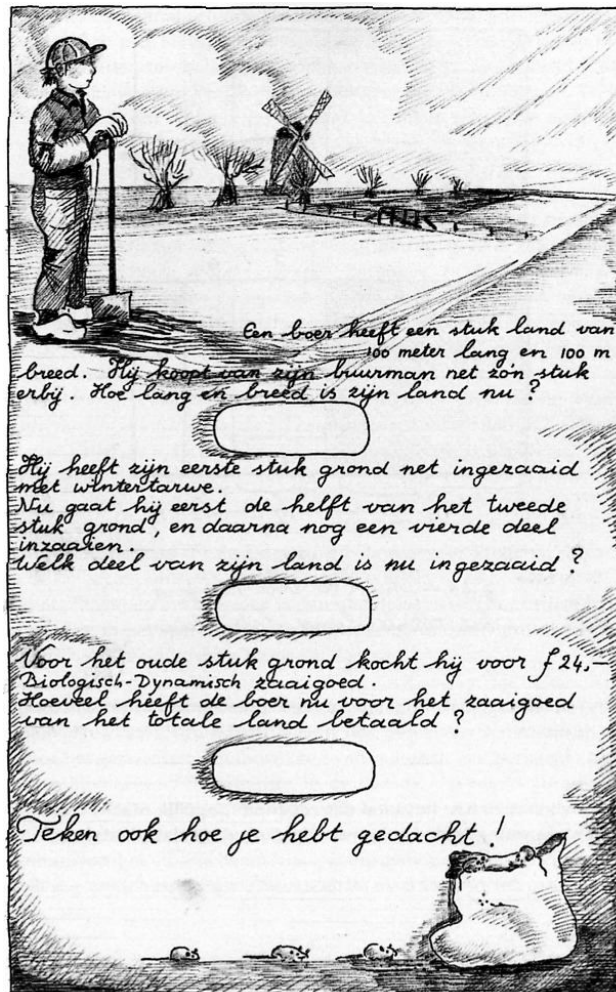 Een boer heeft een stuk land van
100 meter lang en 100 m
breed. Hij koopt van zijn buurman net zo'n stuk
erbij. Hoe lang en breed is zijn land nu ?
Hij heeft zijn eerste stuk grond net ingezaaid
met wintertarwe.
Nu gaat hij eerst de helft van het tweede
stuk grond, en daarna nog een vierde deel
inzaaien.
Welk deel van zijn land is nu ingezaaid ?
Voor het oude stuk grond kocht hij voor f 24,—
Biologisch-Dynamisch zaaigoed.
Hoeveel heeft de boer nu voor het zaaigoed
van het totale land betaald ?
Teken ook hoe je hebt gedacht !